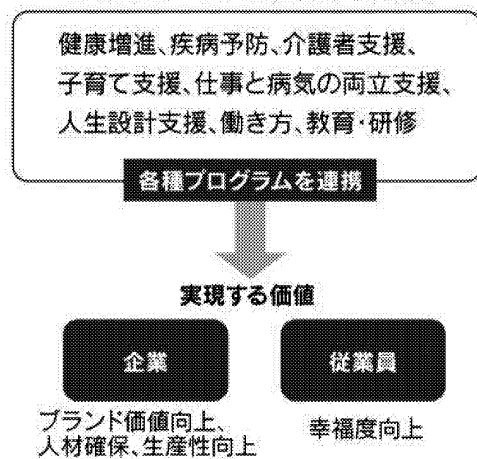 健康増進、疾病予防、介護者支援、
子育て支援、仕事と病気の両立支援、
人生設計支援、働き方、教育・研修
各種プログラムを連携
実現する価値
企業
従業員
ブランド価値向上、
人材確保、生産性向上
幸福度向上